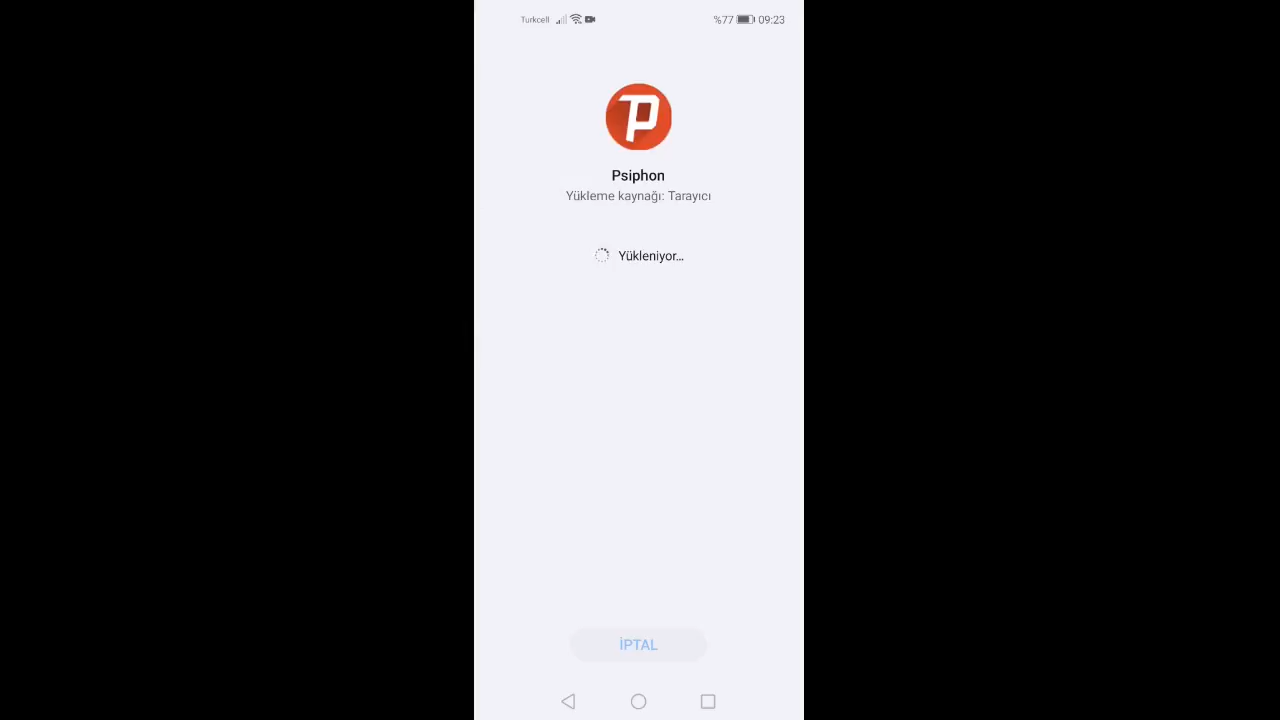 Turkcell %77 09:23
Psiphon
Yükleme kaynağı: Tarayıcı
Yükleniyor...
İPTAL